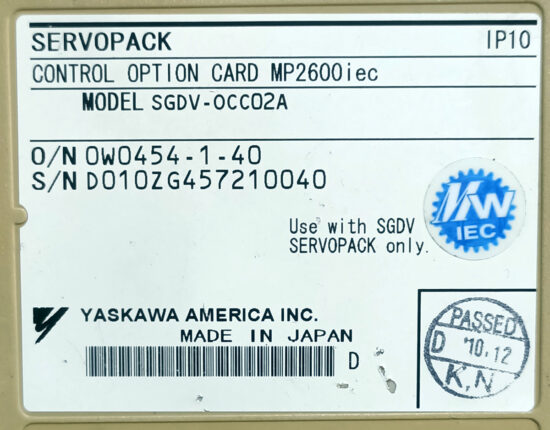 SERVOPACK IP10
CONTROL OPTION CARD MP2600iec
MODEL SGDV-OCC02A
O/N 0W0454-1-40
S/N D010ZG457210040
Use with SGDV
SERVOPACK only.
IEC
YASKAWA AMERICA INC.
MADE IN JAPAN
D
PASSED
D '10.12
K.N